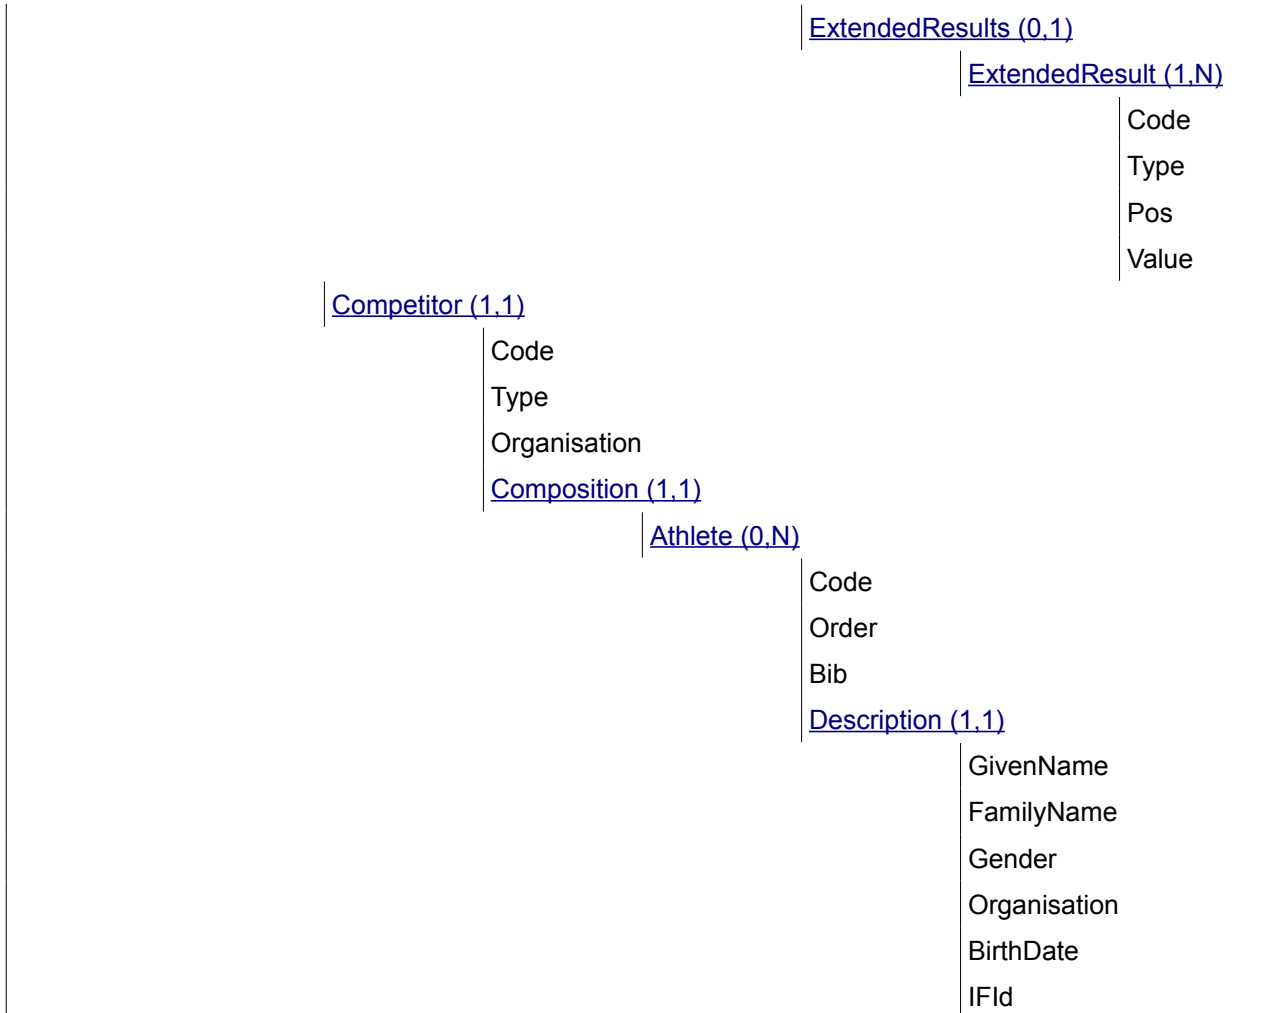 ExtendedResults (0,1)
ExtendedResult (1,N)
Code
Type
Pos
Value
Competitor (1,1)
Code
Type
Organisation
Composition (1,1)
Athlete (0,N)
Code
Order
Bib
Description (1,1)
GivenName
FamilyName
Gender
Organisation
BirthDate
IFId